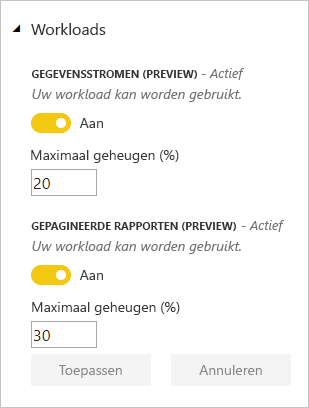 Workloads
GEGEVENSSTROMEN (PREVIEW) - Actief
Uw workload kan worden gebruikt.
Aan
Maximaal geheugen (%)
20
GEPAGINEERDE RAPPORTEN (PREVIEW) - Actief
Uw workload kan worden gebruikt.
Aan
Maximaal geheugen (%)
30
Toepassen Annuleren